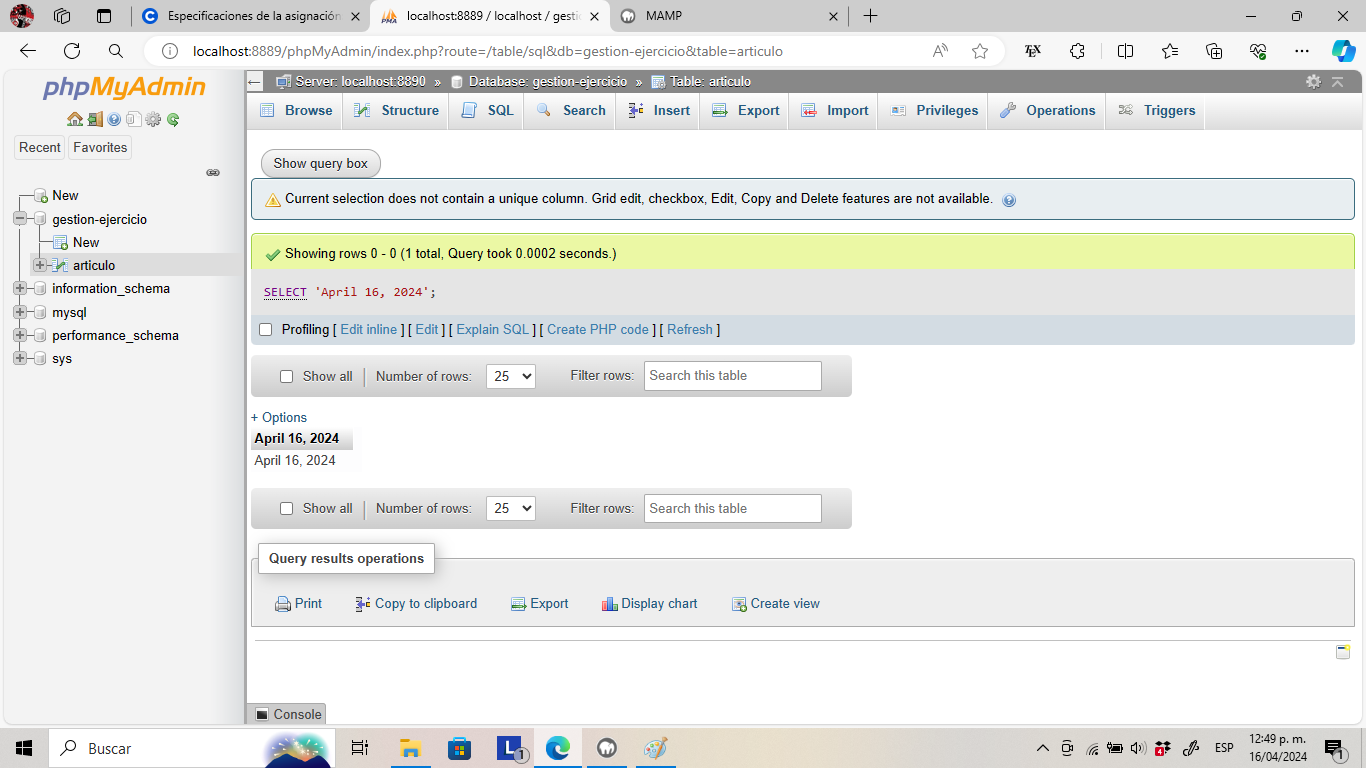 Especificaciones de la asignación
localhost:8889 / localhost / gesti
MAMP
localhost:8889/phpMyAdmin/index.php?route=/table/sql&db=gestion-ejercicio&table=articulo
phpMyAdmin
Recent Favorites
New
gestion-ejercicio
New
articulo
information_schema
mysql
performance_schema
sys
Server: localhost:8890 » Database: gestion-ejercicio » Table: articulo
Browse Structure SQL Search Insert Export Import Privileges Operations Triggers
Show query box
Current selection does not contain a unique column. Grid edit, checkbox, Edit, Copy and Delete features are not available.
Showing rows 0 - 0 (1 total, Query took 0.0002 seconds.)
SELECT 'April 16, 2024';
Profiling [ Edit inline ] [ Edit ] [ Explain SQL ] [ Create PHP code ] [ Refresh ]
Show all Number of rows: 25 Filter rows: Search this table
+ Options
April 16, 2024
April 16, 2024
Show all Number of rows: 25 Filter rows: Search this table
Query results operations
Print Copy to clipboard Export Display chart Create view
Console
Buscar
L 1
ESP
12:49 p. m.
16/04/2024
1